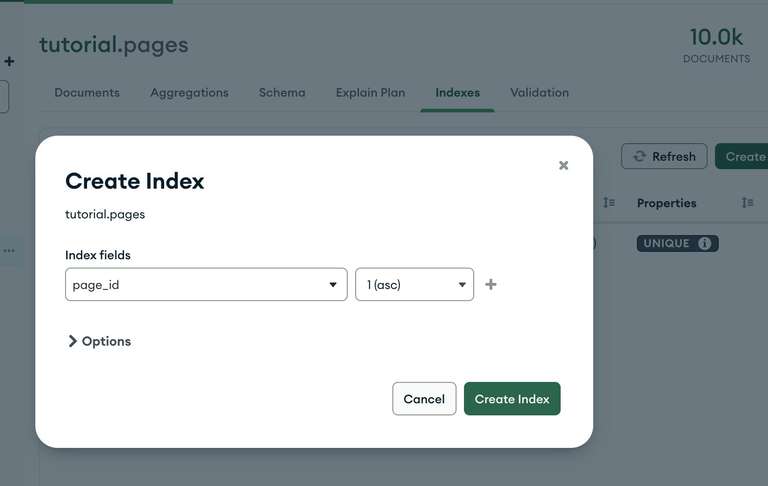 tutorial.pages
10.0k
DOCUMENTS
Documents Aggregations Schema Explain Plan Indexes Validation
Refresh Create
Properties
UNIQUE
Create Index
tutorial.pages
Index fields
page_id 1 (asc)
Options
Cancel Create Index